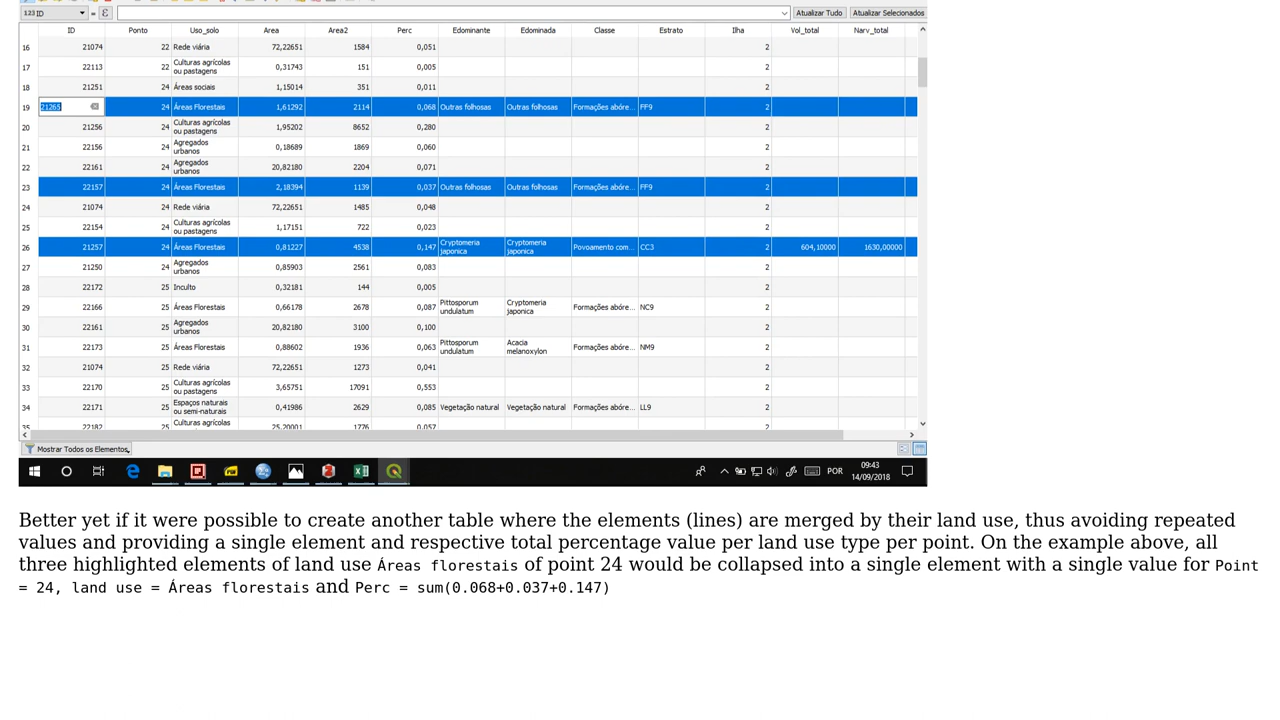 123 ID = ε Atualizar Tudo Atualizar Selecionados
ID Ponto Uso_solo Area Area2 Perc Edominante Edominada Classe Estrato Ilha Vol_total Narv_total
16 21074 22 Rede viária 72,22651 1584 0,051 2
17 22113 22 Culturas agrícolas ou pastagens 0,31743 151 0,005 2
18 21251 24 Áreas sociais 1,15014 351 0,011 2
19 21265 24 Áreas Florestais 1,61292 2114 0,068 Outras folhosas Outras folhosas Formações abóre... FF9 2
20 21256 24 Culturas agrícolas ou pastagens 1,95202 8652 0,280 2
21 22156 24 Agregados urbanos 0,18689 1869 0,060 2
22 22161 24 Agregados urbanos 20,82180 2204 0,071 2
23 22157 24 Áreas Florestais 2,18394 1139 0,037 Outras folhosas Outras folhosas Formações abóre... FF9 2
24 21074 24 Rede viária 72,22651 1485 0,048 2
25 22154 24 Culturas agrícolas ou pastagens 1,17151 722 0,023 2
26 21257 24 Áreas Florestais 0,81227 4538 0,147 Cryptomeria japonica Cryptomeria japonica Povoamento com... CC3 2 604,10000 1630,00000
27 21250 24 Agregados urbanos 0,85903 2561 0,083 2
28 22172 25 Inculto 0,32181 144 0,005 2
29 22166 25 Áreas Florestais 0,66178 2678 0,087 Pittosporum undulatum Cryptomeria japonica Formações abóre... NC9 2
30 22161 25 Agregados urbanos 20,82180 3100 0,100 2
31 22173 25 Áreas Florestais 0,88602 1936 0,063 Pittosporum undulatum Acacia melanoxylon Formações abóre... NM9 2
32 21074 25 Rede viária 72,22651 1273 0,041 2
33 22170 25 Culturas agrícolas ou pastagens 3,65751 17091 0,553 2
34 22171 25 Espaços naturais ou semi-naturais 0,41986 2629 0,085 Vegetação natural Vegetação natural Formações abóre... LL9 2
35 22182 25 Culturas agrícolas 25,20001 1776 0,057 2
Mostrar Todos os Elementos
POR 09:43
14/09/2018
Better yet if it were possible to create another table where the elements (lines) are merged by their land use, thus avoiding repeated
values and providing a single element and respective total percentage value per land use type per point. On the example above, all
three highlighted elements of land use Áreas florestais of point 24 would be collapsed into a single element with a single value for Point
= 24, land use = Áreas florestais and Perc = sum(0.068+0.037+0.147)